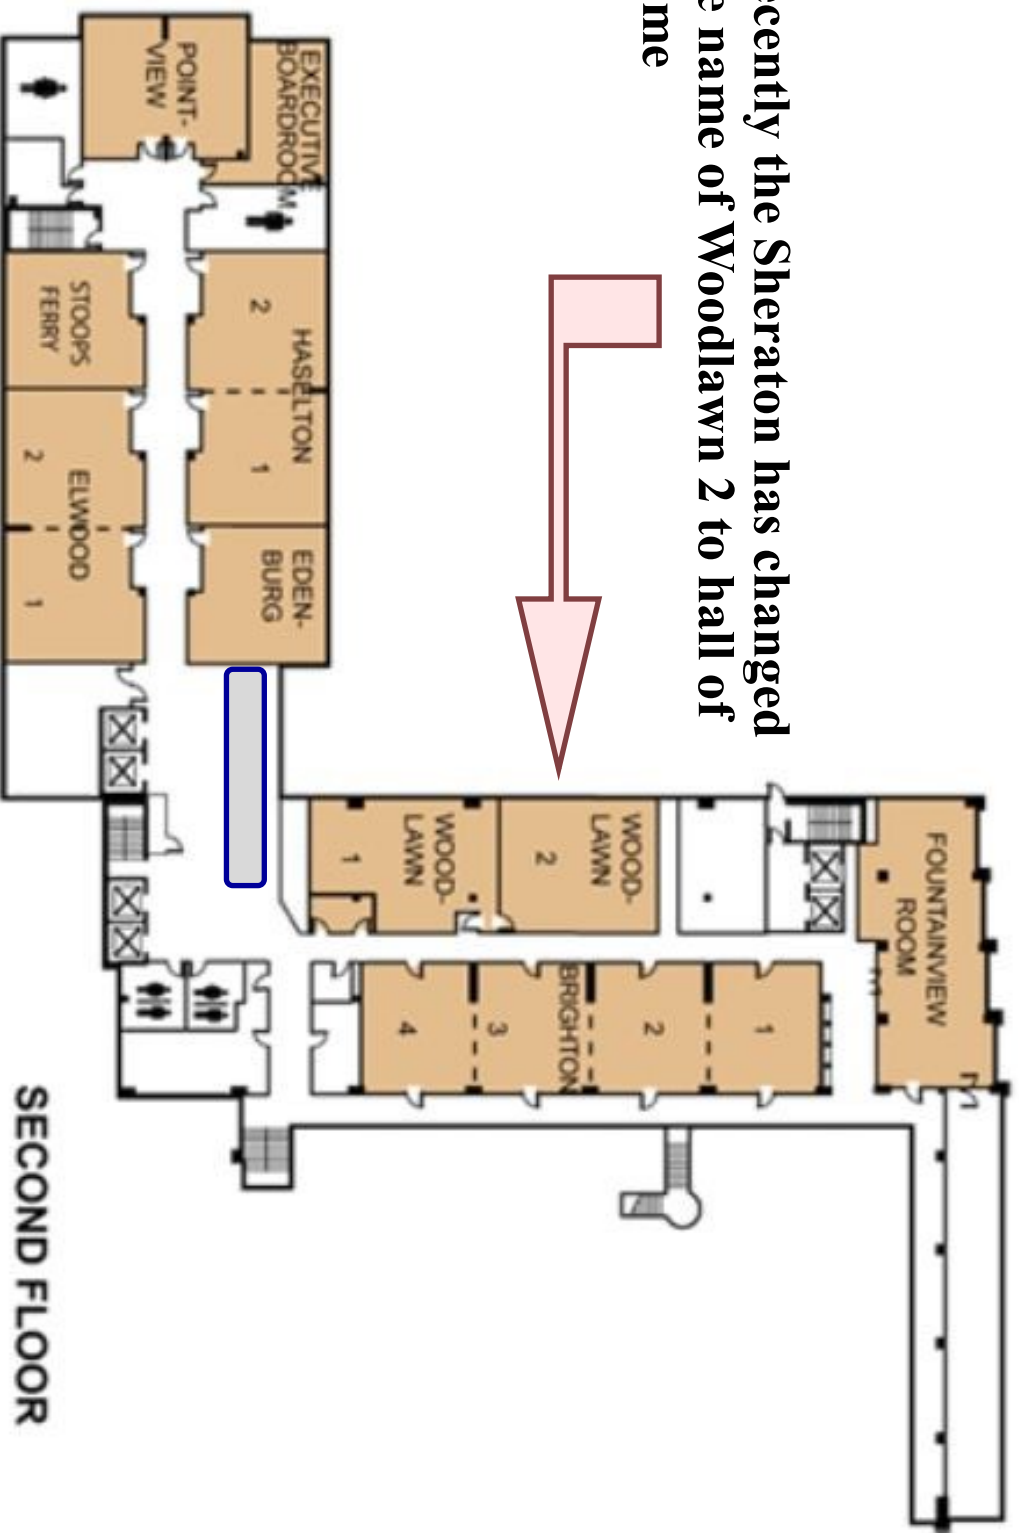 FOUNTAINVIEW
ROOM
ecently the Sheraton has changed
e name of Woodlawn 2 to hall of
me
WOOD-
LAWN
2
WOOD-
LAWN
1
BRIGHTON
1
2
3
4
EXECUTIVE
BOARDROOM
POINT-
VIEW
HASELTON
2
1
EDEN-
BURG
STOOPS
FERRY
ELWOOD
2
1
SECOND FLOOR